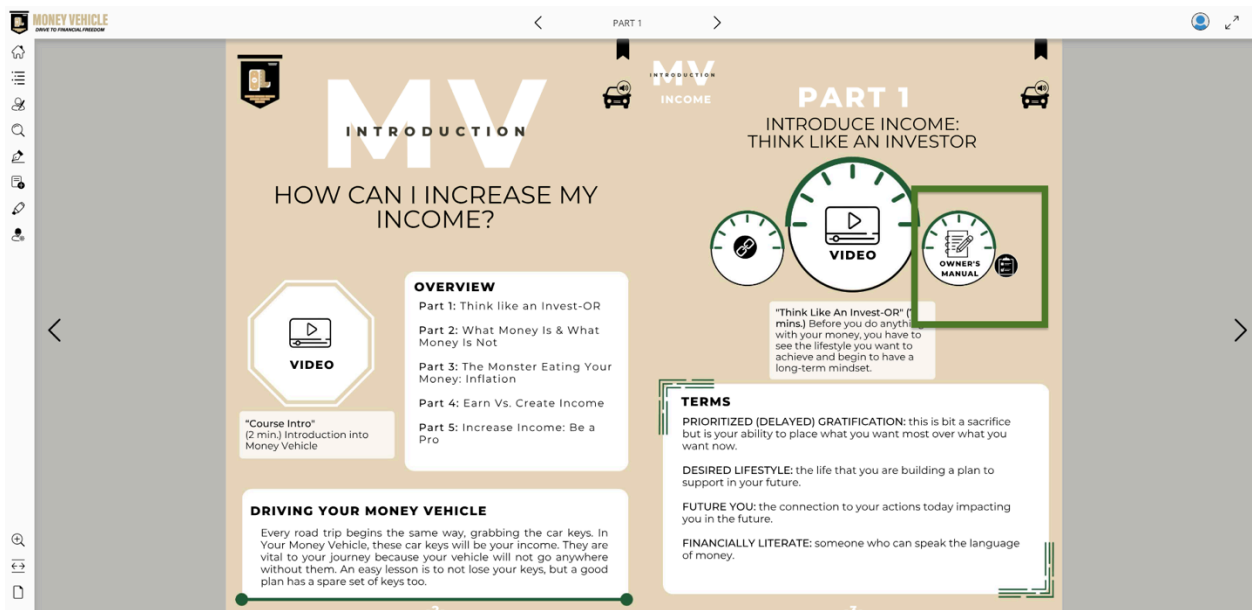 MONEY VEHICLE
DRIVE TO FINANCIAL FREEDOM
PART 1
MV
INTRODUCTION
HOW CAN I INCREASE MY
INCOME?
VIDEO
"Course Intro"
(2 min.) Introduction into
Money Vehicle
OVERVIEW
Part 1: Think like an Invest-OR
Part 2: What Money Is & What
Money Is Not
Part 3: The Monster Eating Your
Money: Inflation
Part 4: Earn Vs. Create Income
Part 5: Increase Income: Be a
Pro
DRIVING YOUR MONEY VEHICLE
Every road trip begins the same way, grabbing the car keys. In
Your Money Vehicle, these car keys will be your income. They are
vital to your journey because your vehicle will not go anywhere
without them. An easy lesson is to not lose your keys, but a good
plan has a spare set of keys too.
MV
INTRODUCTION
INCOME
PART 1
INTRODUCE INCOME:
THINK LIKE AN INVESTOR
VIDEO
OWNER'S
MANUAL
"Think Like An Invest-OR" (
mins.) Before you do anything
with your money, you have to
see the lifestyle you want to
achieve and begin to have a
long-term mindset.
TERMS
PRIORITIZED (DELAYED) GRATIFICATION: this is bit a sacrifice
but is your ability to place what you want most over what you
want now.
DESIRED LIFESTYLE: the life that you are building a plan to
support in your future.
FUTURE YOU: the connection to your actions today impacting
you in the future.
FINANCIALLY LITERATE: someone who can speak the language
of money.